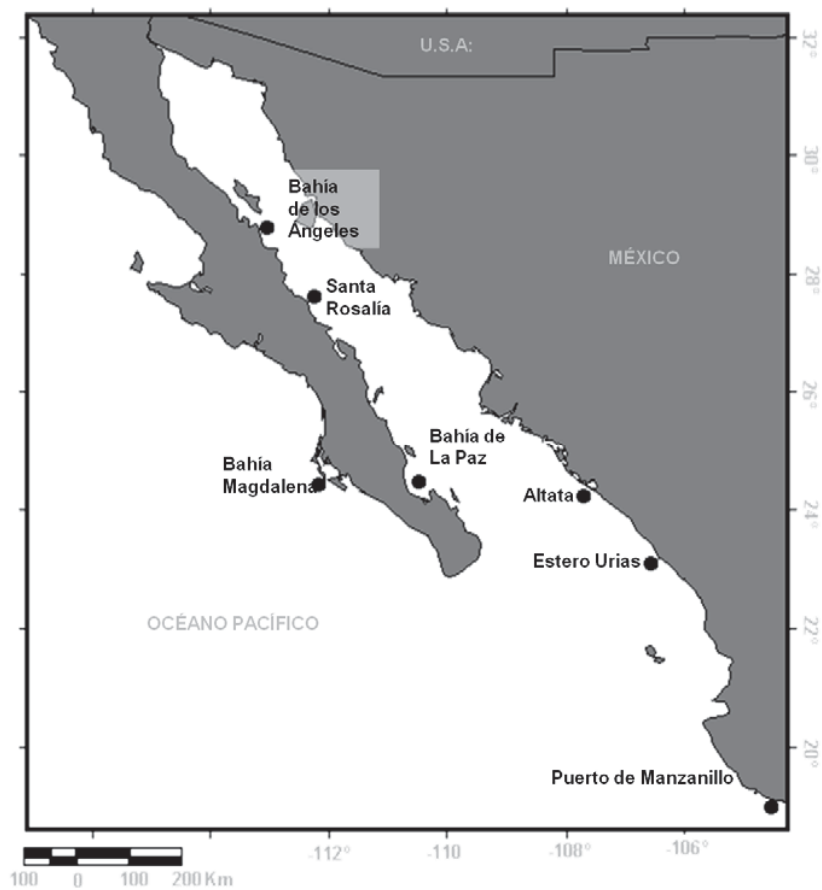 U.S.A:
32°
30°
Bahía
de los
Angeles
MÉXICO
28°
Santa
Rosalía
26°
Bahía de
La Paz
Bahía
Magdalena
Altata
24°
Estero Urias
OCÉANO PACÍFICO
22°
20°
Puerto de Manzanillo
-112°
-110°
-108°
-106°
100 0 100 200 Km